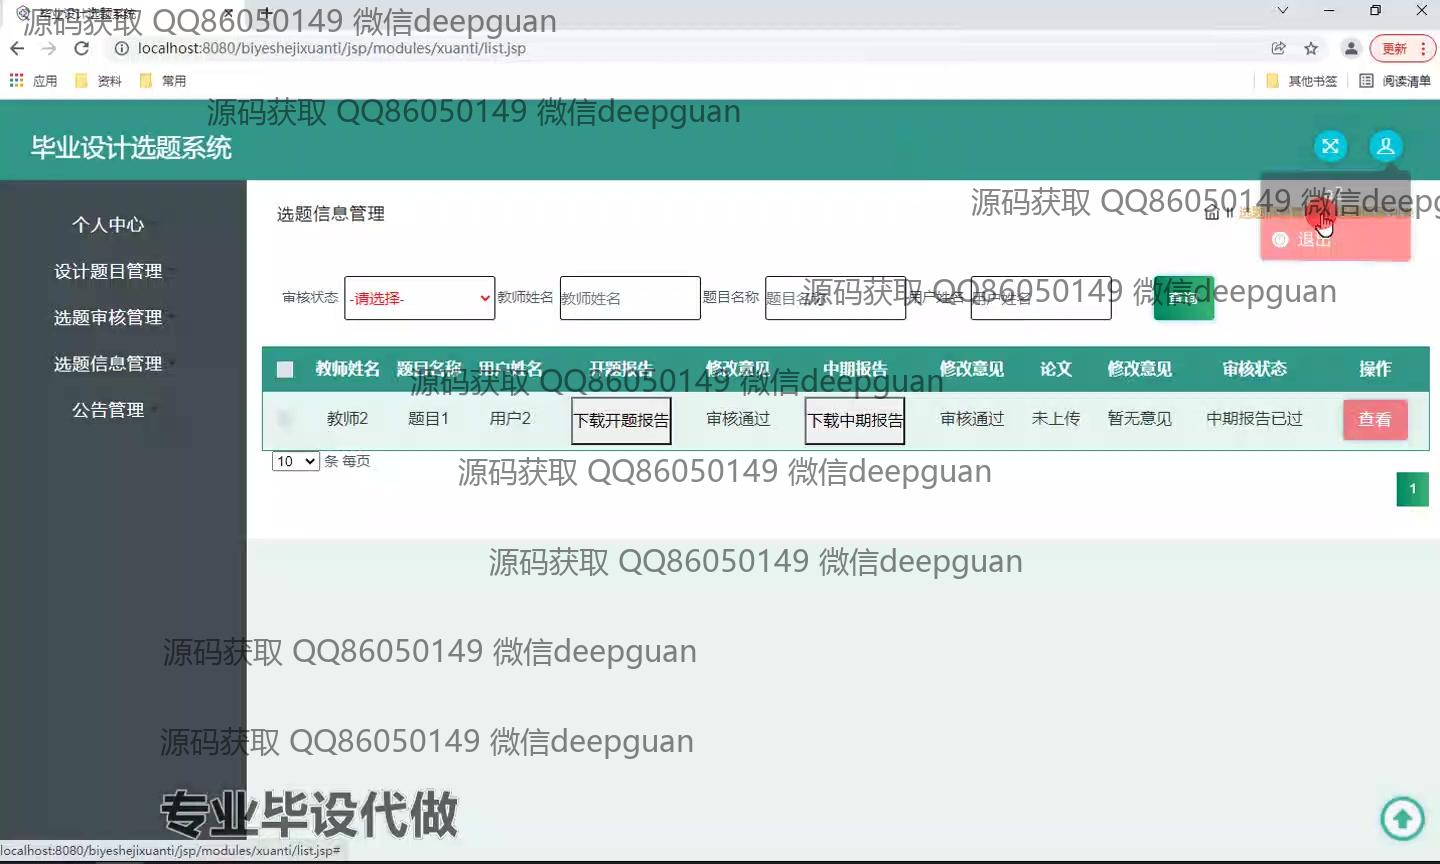 毕业设计选题系统
源码获取 QQ86050149 微信deepguan
localhost:8080/biyeshejixuanti/jsp/modules/xuanti/list.jsp
更新
应用 资料 常用 其他书签 阅读清单
源码获取 QQ86050149 微信deepguan
毕业设计选题系统
源码获取 QQ86050149 微信deepg
选题信息管理
退出
个人中心
设计题目管理
选题审核管理
选题信息管理
公告管理
审核状态 -请选择- 教师姓名 教师姓名 题目名称 题目名称 用户姓名 用户姓名 查询
源码获取 QQ86050149 微信deepguan
教师姓名 题目名称 用户姓名 开题报告 修改意见 中期报告 修改意见 论文 修改意见 审核状态 操作
源码获取 QQ86050149 微信deepguan
教师2 题目1 用户2 下载开题报告 审核通过 下载中期报告 审核通过 未上传 暂无意见 中期报告已过 查看
10 条 每页
源码获取 QQ86050149 微信deepguan
1
源码获取 QQ86050149 微信deepguan
源码获取 QQ86050149 微信deepguan
源码获取 QQ86050149 微信deepguan
专业毕设代做
localhost:8080/biyeshejixuanti/jsp/modules/xuanti/list.jsp#